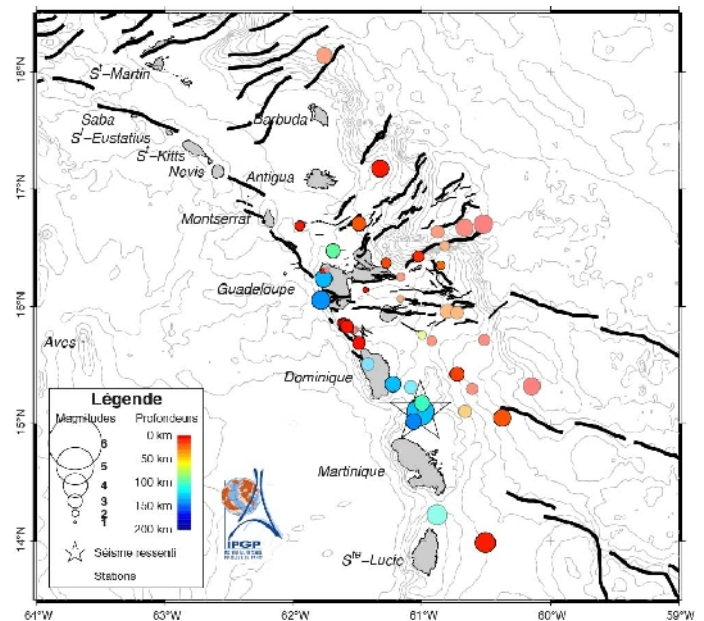 18°N
17°N
16°N
15°N
14°N
64°W
63°W
62°W
61°W
60°W
59°W
St-Martin
Saba
St-Eustatius
St-Kitts
Nevis
Barbuda
Antigua
Montserrat
Guadeloupe
Aves
Dominique
Martinique
Ste-Lucie
Légende
Magnitudes
Profondeurs
6
5
4
3
2
1
0 km
50 km
100 km
150 km
200 km
Séisme ressenti
Stations
IPGP